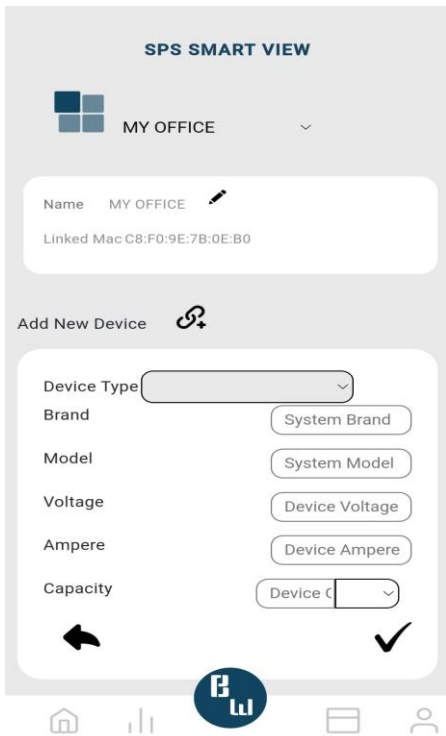 SPS SMART VIEW
MY OFFICE
Name MY OFFICE
Linked Mac C8:F0:9E:7B:0E:B0
Add New Device
Device Type
Brand System Brand
Model System Model
Voltage Device Voltage
Ampere Device Ampere
Capacity Device C